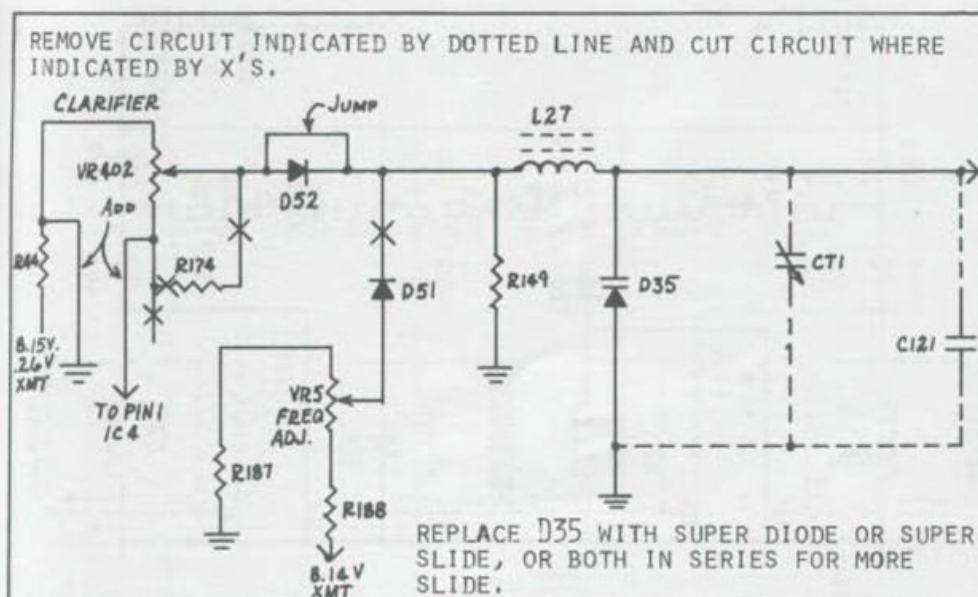 REMOVE CIRCUIT INDICATED BY DOTTED LINE AND CUT CIRCUIT WHERE
INDICATED BY X'S.
CLARIFIER
JUMP
L27
VR402
D52
ADD
R174
D51
R149
D35
CT1
C121
8.15V.
.26V
XMT
TO PIN 1
IC4
VR5
FREQ
ADJ.
R187
R188
8.14V
XMT
REPLACE D35 WITH SUPER DIODE OR SUPER
SLIDE, OR BOTH IN SERIES FOR MORE
SLIDE.